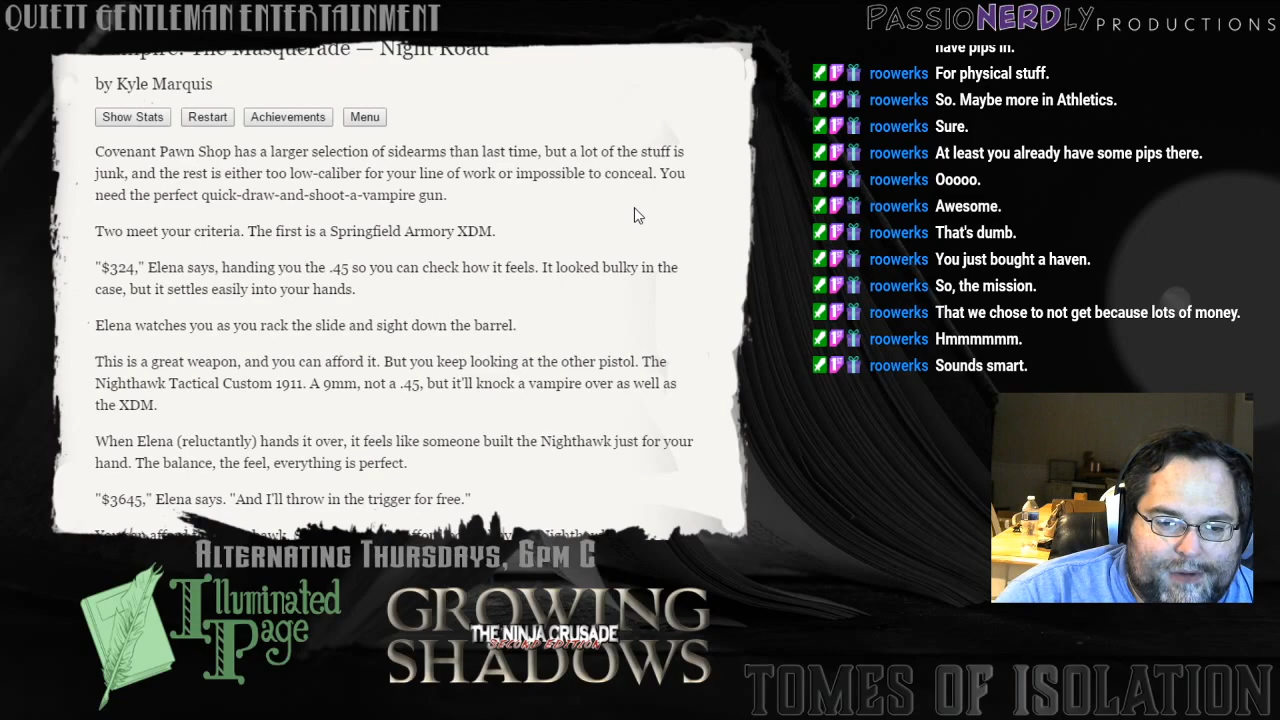 QUIETT GENTLEMAN ENTERTAINMENT
PASSIONERDLY PRODUCTIONS
Vampire: The Masquerade — Night Road
by Kyle Marquis
Show Stats Restart Achievements Menu
Covenant Pawn Shop has a larger selection of sidearms than last time, but a lot of the stuff is
junk, and the rest is either too low-caliber for your line of work or impossible to conceal. You
need the perfect quick-draw-and-shoot-a-vampire gun.
Two meet your criteria. The first is a Springfield Armory XDM.
"$324," Elena says, handing you the .45 so you can check how it feels. It looked bulky in the
case, but it settles easily into your hands.
Elena watches you as you rack the slide and sight down the barrel.
This is a great weapon, and you can afford it. But you keep looking at the other pistol. The
Nighthawk Tactical Custom 1911. A 9mm, not a .45, but it'll knock a vampire over as well as
the XDM.
When Elena (reluctantly) hands it over, it feels like someone built the Nighthawk just for your
hand. The balance, the feel, everything is perfect.
"$3645," Elena says. "And I'll throw in the trigger for free."
have pips in.
roowerks For physical stuff.
roowerks So. Maybe more in Athletics.
roowerks Sure.
roowerks At least you already have some pips there.
roowerks Ooooo.
roowerks Awesome.
roowerks That's dumb.
roowerks You just bought a haven.
roowerks So, the mission.
roowerks That we chose to not get because lots of money.
roowerks Hmmmmmm.
roowerks Sounds smart.
ALTERNATING THURSDAYS, 6PM C
Illuminated
Page
GROWING
THE NINJA CRUSADE
SECOND EDITION
SHADOWS
TOMES OF ISOLATION